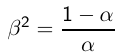 β² = (1 − α) / α